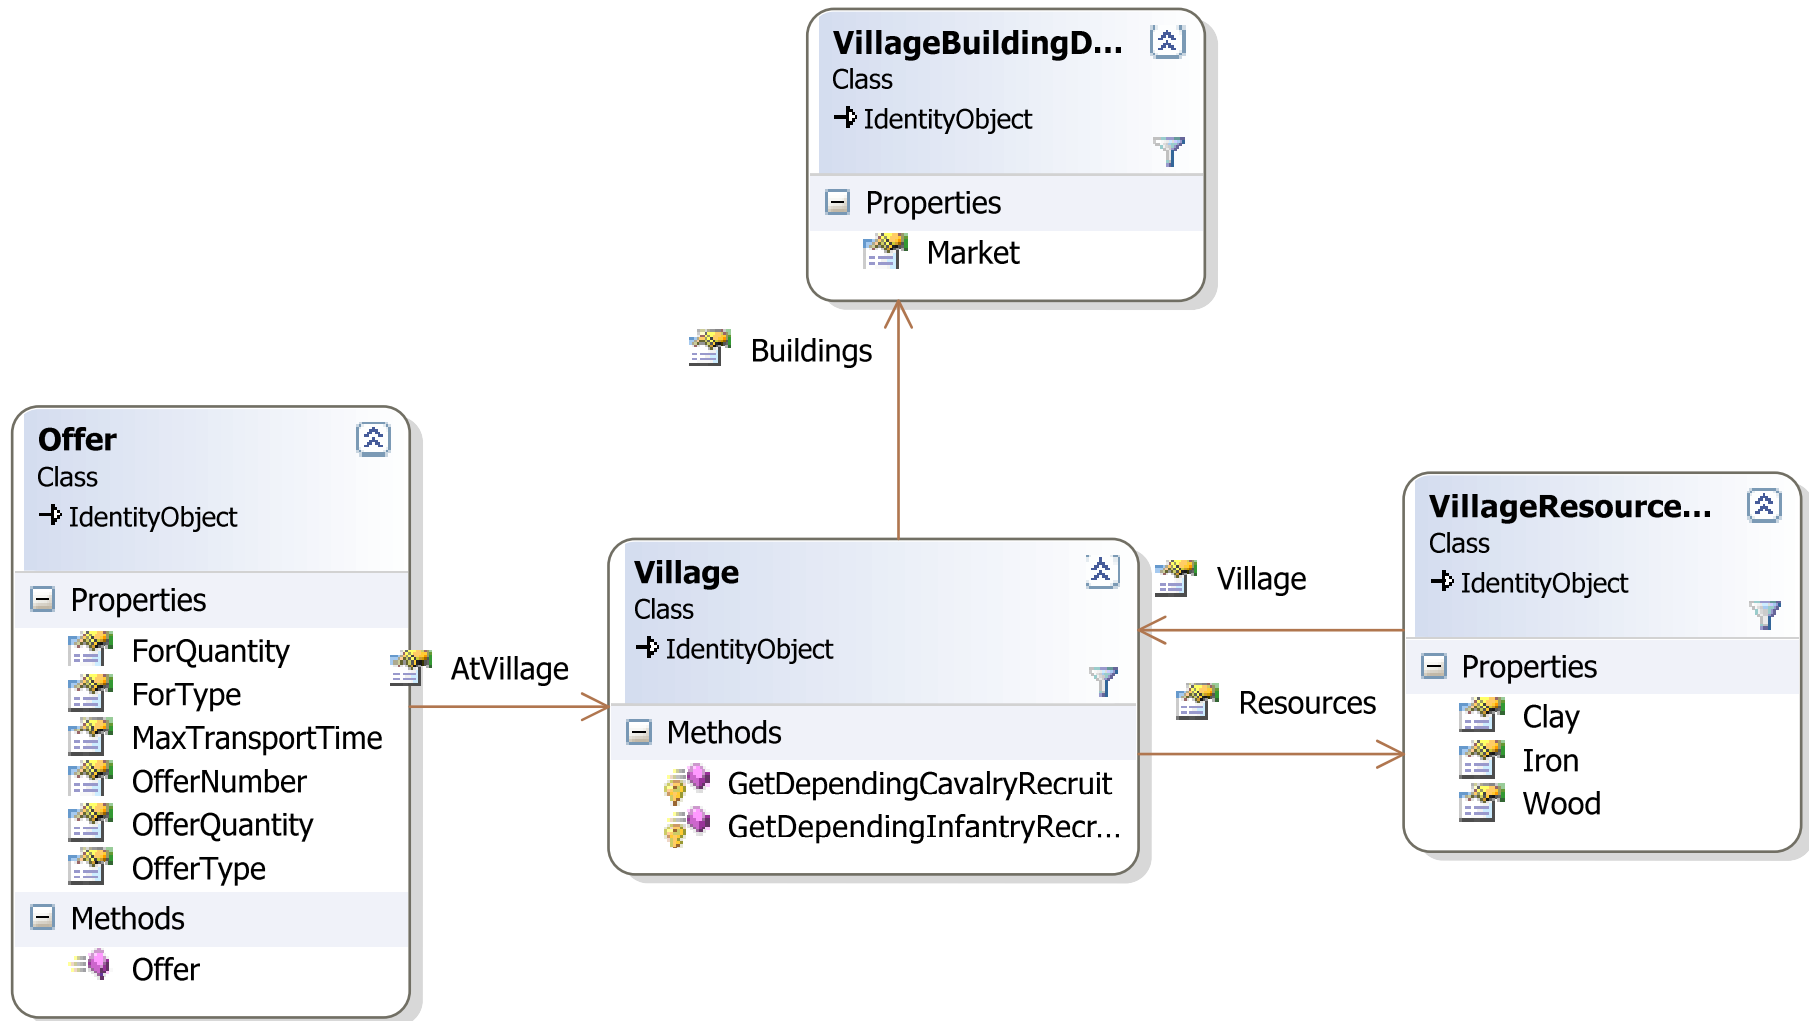 VillageBuildingD...
Class
IdentityObject
Properties
Market
Buildings
Offer
Class
IdentityObject
Properties
ForQuantity
ForType
MaxTransportTime
OfferNumber
OfferQuantity
OfferType
Methods
Offer
AtVillage
Village
Class
IdentityObject
Methods
GetDependingCavalryRecruit
GetDependingInfantryRecr...
Village
Resources
VillageResource...
Class
IdentityObject
Properties
Clay
Iron
Wood